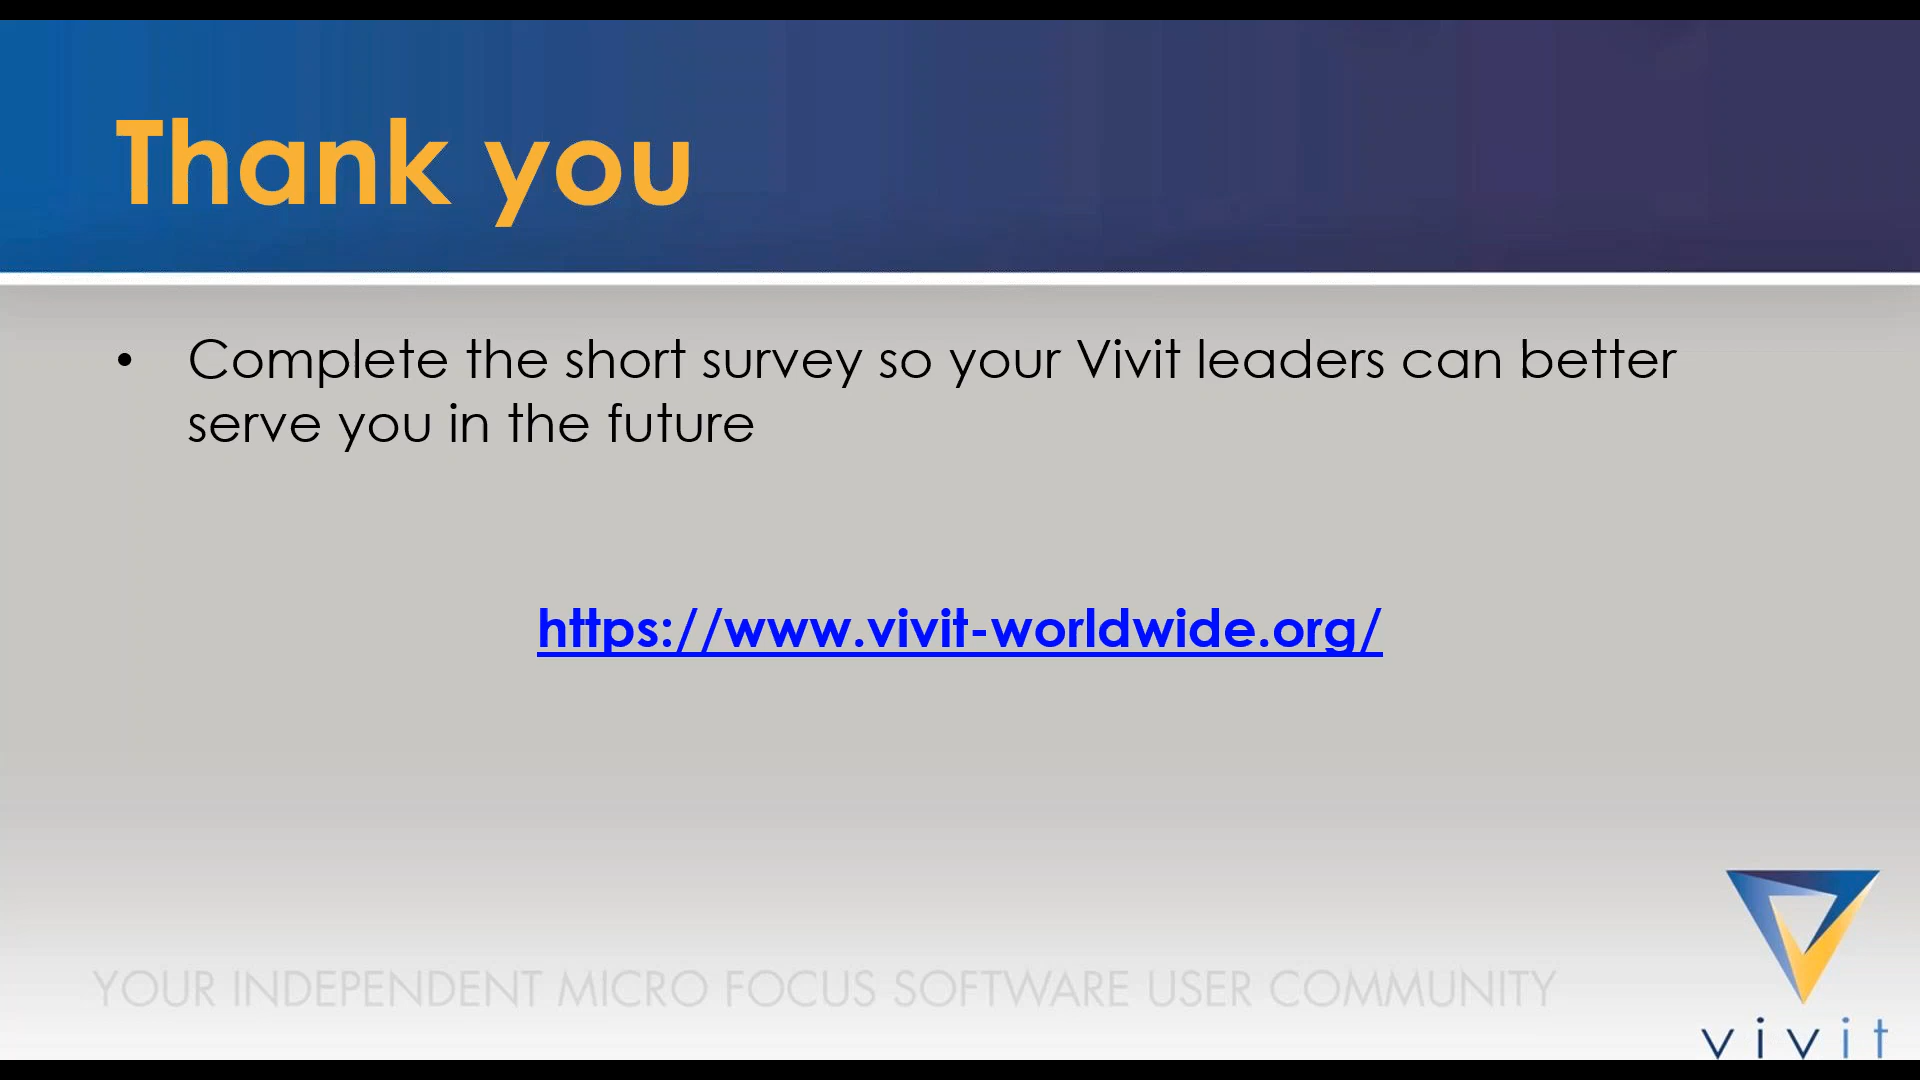 Thank you
• Complete the short survey so your Vivit leaders can better
serve you in the future
https://www.vivit-worldwide.org/
YOUR INDEPENDENT MICRO FOCUS SOFTWARE USER COMMUNITY
vivit